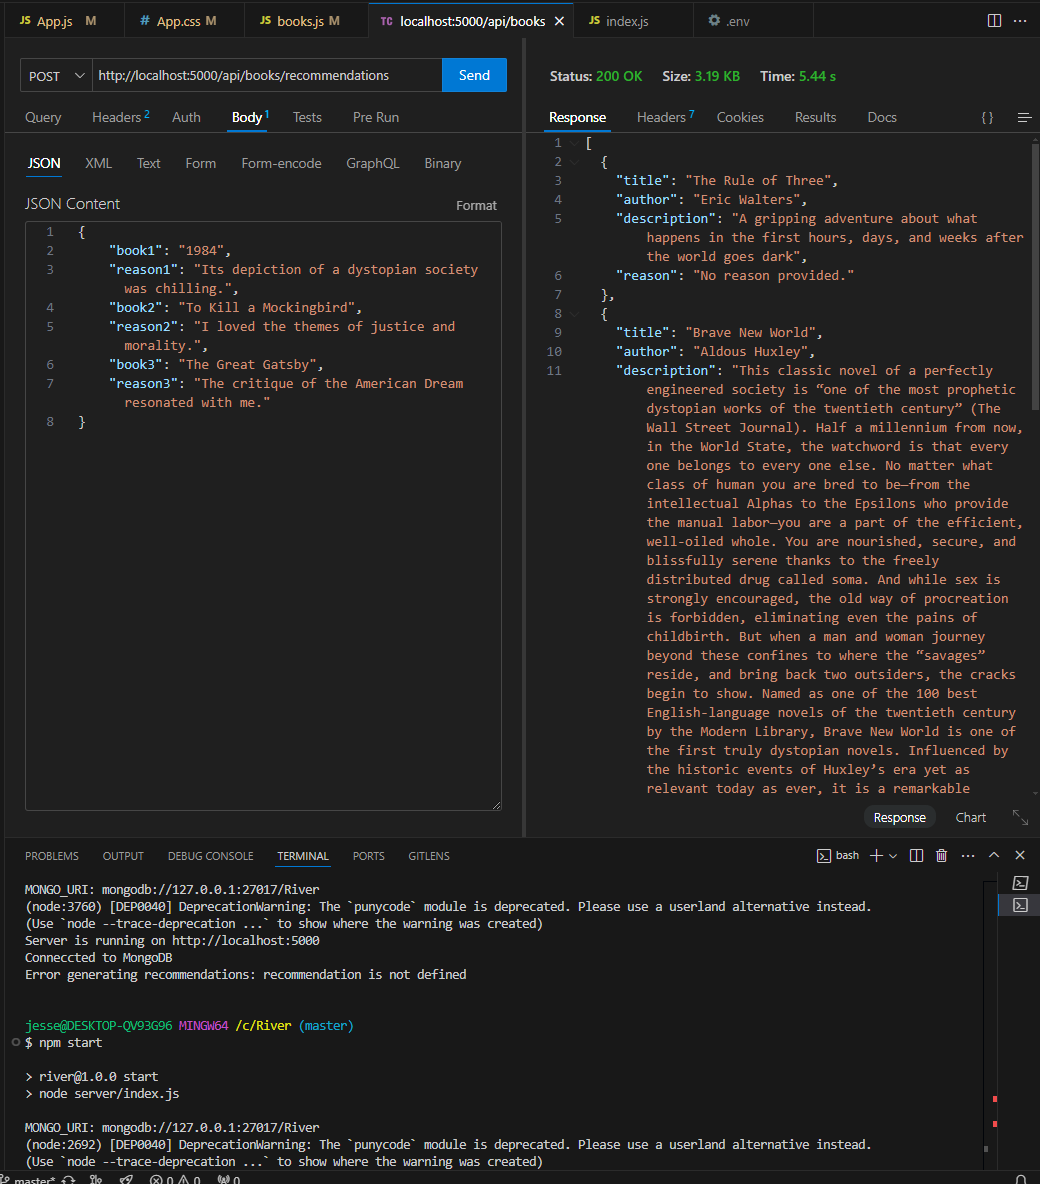 JS App.js M # App.css M JS books.js M TC localhost:5000/api/books × JS index.js .env ...
POST http://localhost:5000/api/books/recommendations Send
Query Headers 2 Auth Body 1 Tests Pre Run
JSON XML Text Form Form-encode GraphQL Binary
JSON Content Format
1 {
2 "book1": "1984",
3 "reason1": "Its depiction of a dystopian society
was chilling.",
4 "book2": "To Kill a Mockingbird",
5 "reason2": "I loved the themes of justice and
morality.",
6 "book3": "The Great Gatsby",
7 "reason3": "The critique of the American Dream
resonated with me."
8 }
Status: 200 OK Size: 3.19 KB Time: 5.44 s
Response Headers 7 Cookies Results Docs { }
1 [
2 {
3 "title": "The Rule of Three",
4 "author": "Eric Walters",
5 "description": "A gripping adventure about what
happens in the first hours, days, and weeks after
the world goes dark",
6 "reason": "No reason provided."
7 },
8 {
9 "title": "Brave New World",
10 "author": "Aldous Huxley",
11 "description": "This classic novel of a perfectly
engineered society is “one of the most prophetic
dystopian works of the twentieth century” (The
Wall Street Journal). Half a millennium from now,
in the World State, the watchword is that every
one belongs to every one else. No matter what
class of human you are bred to be—from the
intellectual Alphas to the Epsilons who provide
the manual labor—you are a part of the efficient,
well-oiled whole. You are nourished, secure, and
blissfully serene thanks to the freely
distributed drug called soma. And while sex is
strongly encouraged, the old way of procreation
is forbidden, eliminating even the pains of
childbirth. But when a man and woman journey
beyond these confines to where the “savages”
reside, and bring back two outsiders, the cracks
begin to show. Named as one of the 100 best
English-language novels of the twentieth century
by the Modern Library, Brave New World is one of
the first truly dystopian novels. Influenced by
the historic events of Huxley’s era yet as
relevant today as ever, it is a remarkable
Response Chart
PROBLEMS OUTPUT DEBUG CONSOLE TERMINAL PORTS GITLENS bash
MONGO_URI: mongodb://127.0.0.1:27017/River
(node:3760) [DEP0040] DeprecationWarning: The `punycode` module is deprecated. Please use a userland alternative instead.
(Use `node --trace-deprecation ...` to show where the warning was created)
Server is running on http://localhost:5000
Conneccted to MongoDB
Error generating recommendations: recommendation is not defined
jesse@DESKTOP-QV93G96 MINGW64 /c/River (master)
$ npm start
> river@1.0.0 start
> node server/index.js
MONGO_URI: mongodb://127.0.0.1:27017/River
(node:2692) [DEP0040] DeprecationWarning: The `punycode` module is deprecated. Please use a userland alternative instead.
(Use `node --trace-deprecation ...` to show where the warning was created)
master* 0 0 0